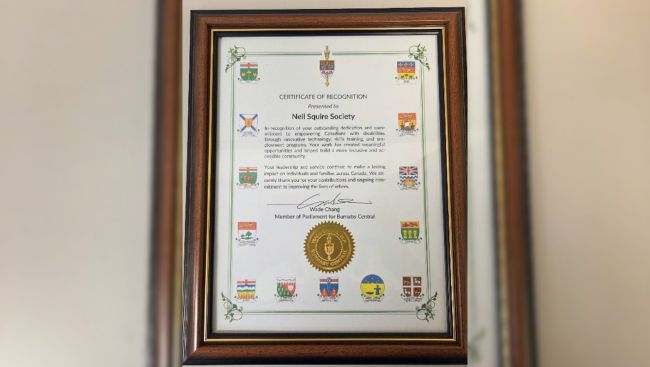 CERTIFICATE OF RECOGNITION
Presented to
Neil Squire Society
In recognition of your outstanding dedication and com-
mitment to empowering Canadians with disabilities
through innovative technology, skills training, and em-
ployment programs. Your work has created meaningful
opportunities and helped build a more inclusive and ac-
cessible community.
Your leadership and service continue to make a lasting
impact on individuals and families across Canada. We sin-
cerely thank you for your contributions and ongoing com-
mitment to improving the lives of others.
Wade Chang
Member of Parliament for Burnaby Central